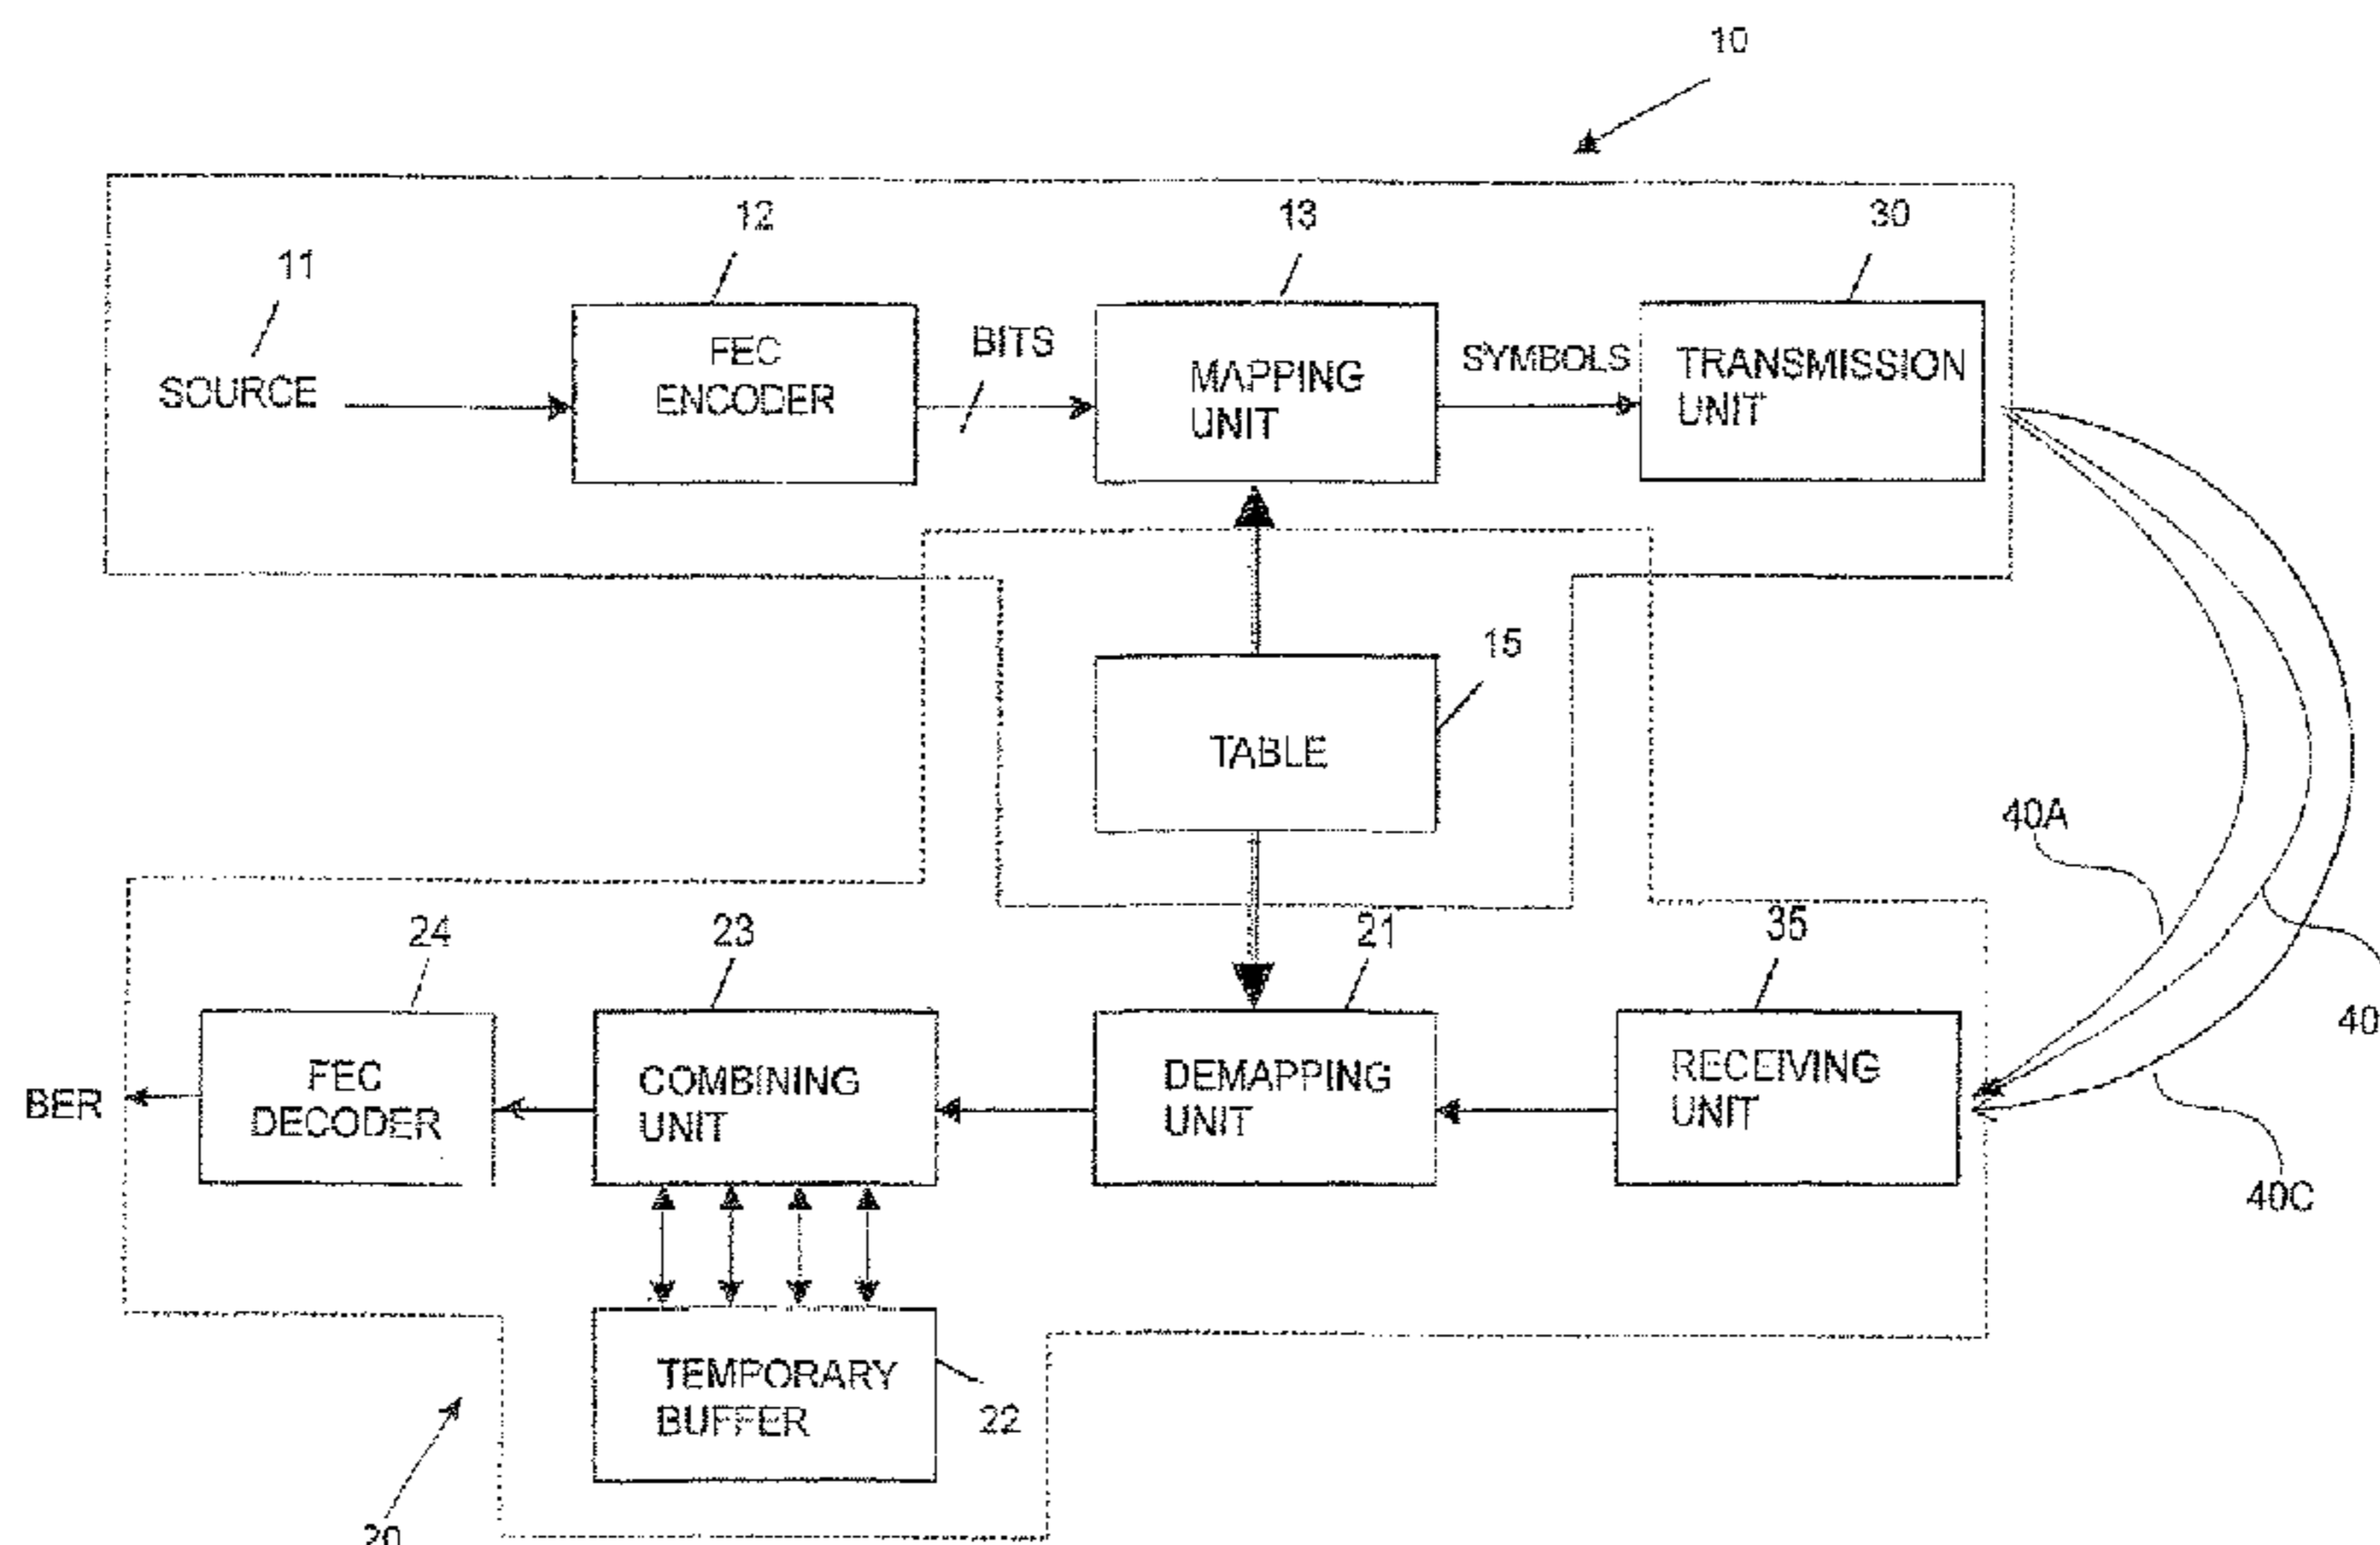 10
12
13
30
11
FEC
ENCODER
BITS
MAPPING
UNIT
SYMBOLS
TRANSMISSION
UNIT
SOURCE
15
TABLE
40A
24
23
21
35
40
BER
FEC
DECODER
COMBINING
UNIT
DEMAPPING
UNIT
RECEIVING
UNIT
40C
TEMPORARY
BUFFER
22
20